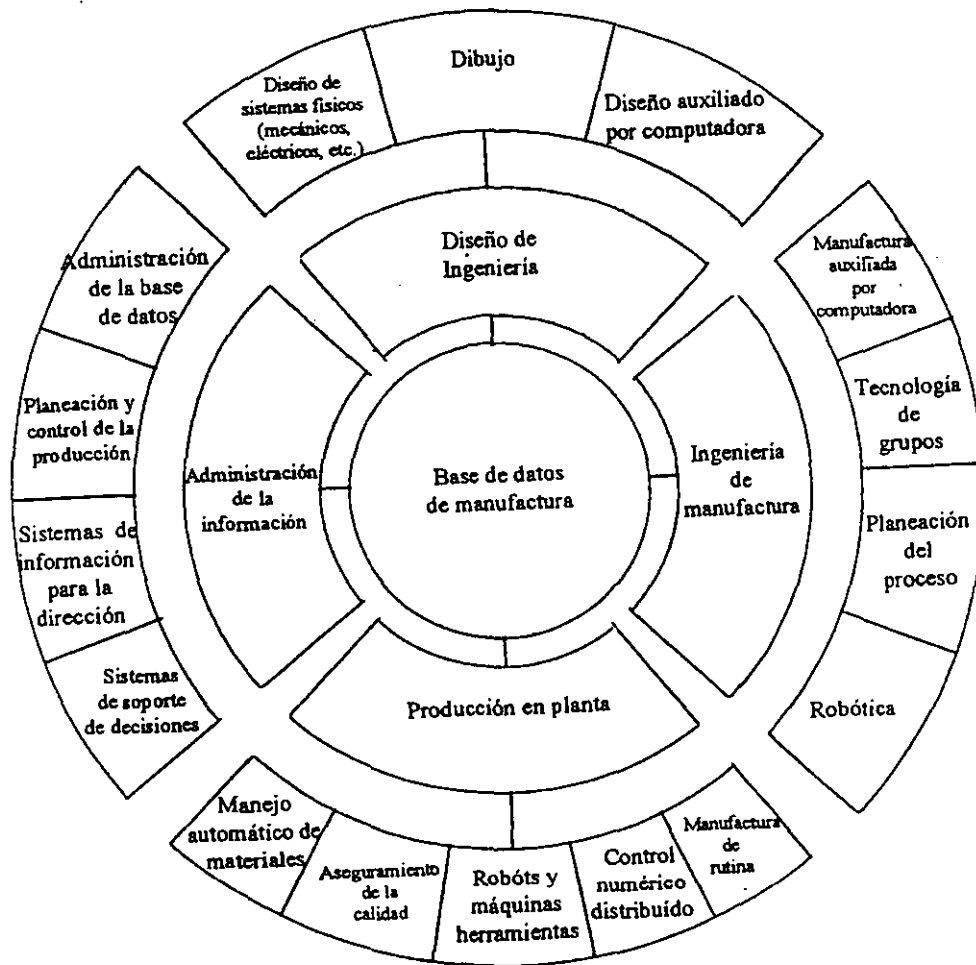 Dibujo
Diseño de
sistemas físicos
(mecánicos,
eléctricos, etc.)
Diseño auxiliado
por computadora
Diseño de
Ingeniería
Administración
de la base
de datos
Planeación y
control de la
producción
Sistemas de
información
para la
dirección
Sistemas
de soporte
de decisiones
Administración
de la
información
Base de datos
de manufactura
Ingeniería
de
manufactura
Manufactura
auxiliada
por
computadora
Tecnología
de
grupos
Planeación
del
proceso
Robótica
Producción en planta
Manejo
automático de
materiales
Aseguramiento
de la
calidad
Robóts y
máquinas
herramientas
Control
numérico
distribuído
Manufactura
de
rutina